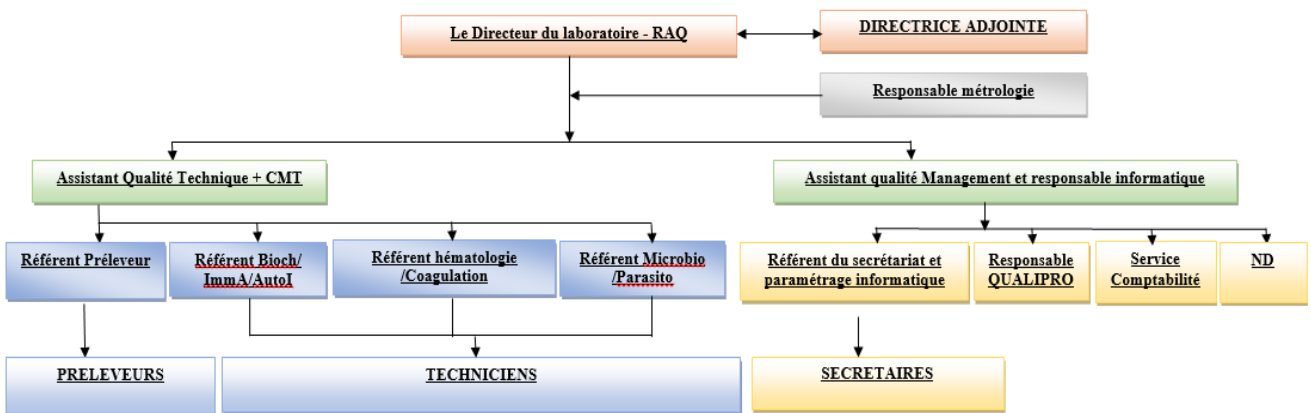 Le Directeur du laboratoire - RAQ
DIRECTRICE ADJOINTE
Responsable métrologie
Assistant Qualité Technique + CMT
Assistant qualité Management et responsable informatique
Référent Préleveur
Référent Bioch/
ImmA/AutoI
Référent hématologie
/Coagulation
Référent Microbio
/Parasito
Référent du secrétariat et
paramétrage informatique
Responsable
QUALIPRO
Service
Comptabilité
ND
PRELEVEURS
TECHNICIENS
SECRETAIRES